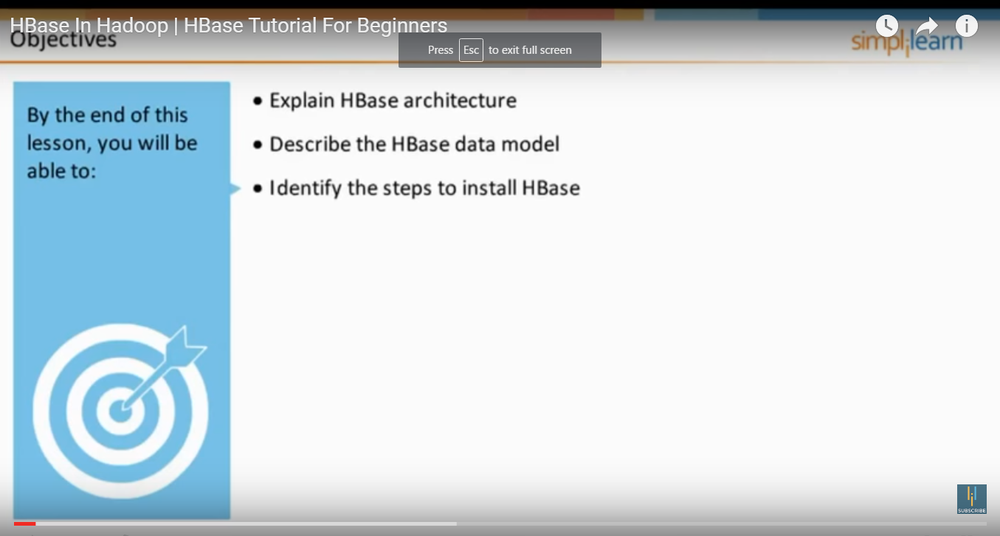 HBase In Hadoop | HBase Tutorial For Beginners
Objectives
simplilearn
Press Esc to exit full screen
By the end of this
lesson, you will be
able to:
• Explain HBase architecture
• Describe the HBase data model
• Identify the steps to install HBase
SUBSCRIBE